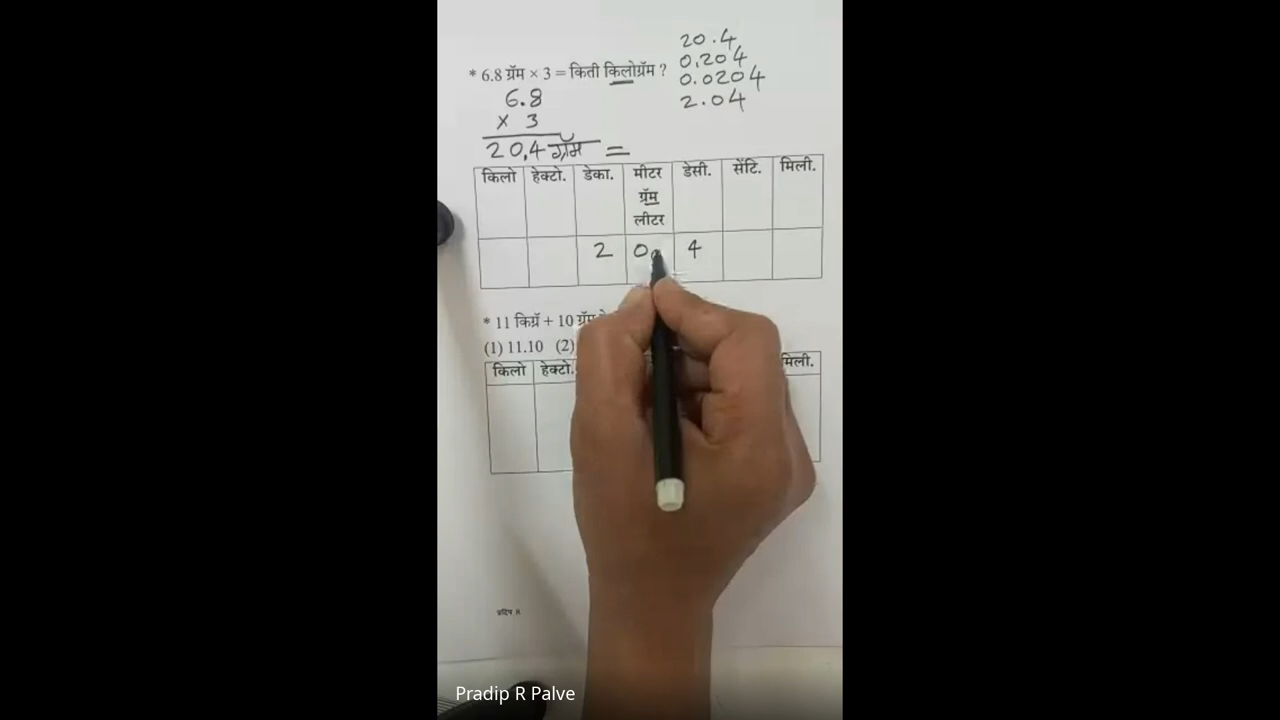 * 6.8 ग्रॅम × 3 = किती किलोग्रॅम ?
20.4
0.204
0.0204
2.04
6.8
x 3
20.4 ग्रॅम =
किलो हेक्टो. डेका. मीटर ग्रॅम लीटर डेसी. सेंटि. मिली.
2 0. 4
* 11 किग्रॅ + 10 ग्रॅम
(1) 11.10 (2)
किलो हेक्टो. मिली.
Pradip R Palve